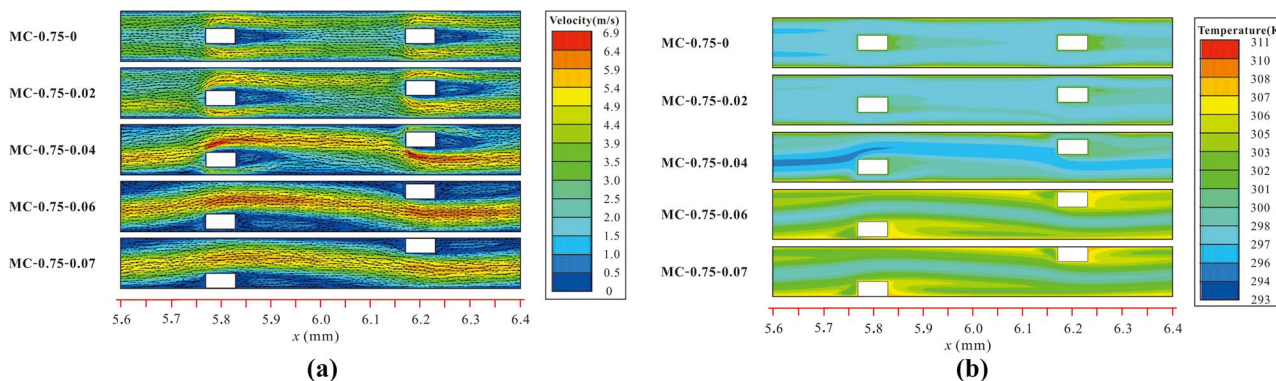 Velocity(m/s)
MC-0.75-0
MC-0.75-0.02
MC-0.75-0.04
MC-0.75-0.06
MC-0.75-0.07
6.9
6.4
5.9
5.4
4.9
4.4
3.9
3.4
3.0
2.5
2.0
1.5
1.0
0.5
0
5.6 5.7 5.8 5.9 6.0 6.1 6.2 6.3 6.4
x (mm)
(a)
Temperature(K
MC-0.75-0
MC-0.75-0.02
MC-0.75-0.04
MC-0.75-0.06
MC-0.75-0.07
311
310
308
307
306
305
303
302
301
300
298
297
296
294
293
5.6 5.7 5.8 5.9 6.0 6.1 6.2 6.3 6.4
x (mm)
(b)